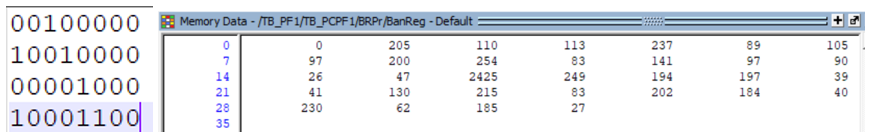 00100000
10010000
00001000
10001100
Memory Data - /TB_PF1/TB_PCPF1/BRPr/BanReg - Default
0 0 205 110 113 237 89 105
7 97 200 254 83 141 97 90
14 26 47 2425 249 194 197 39
21 41 130 215 83 202 184 40
28 230 62 185 27
35